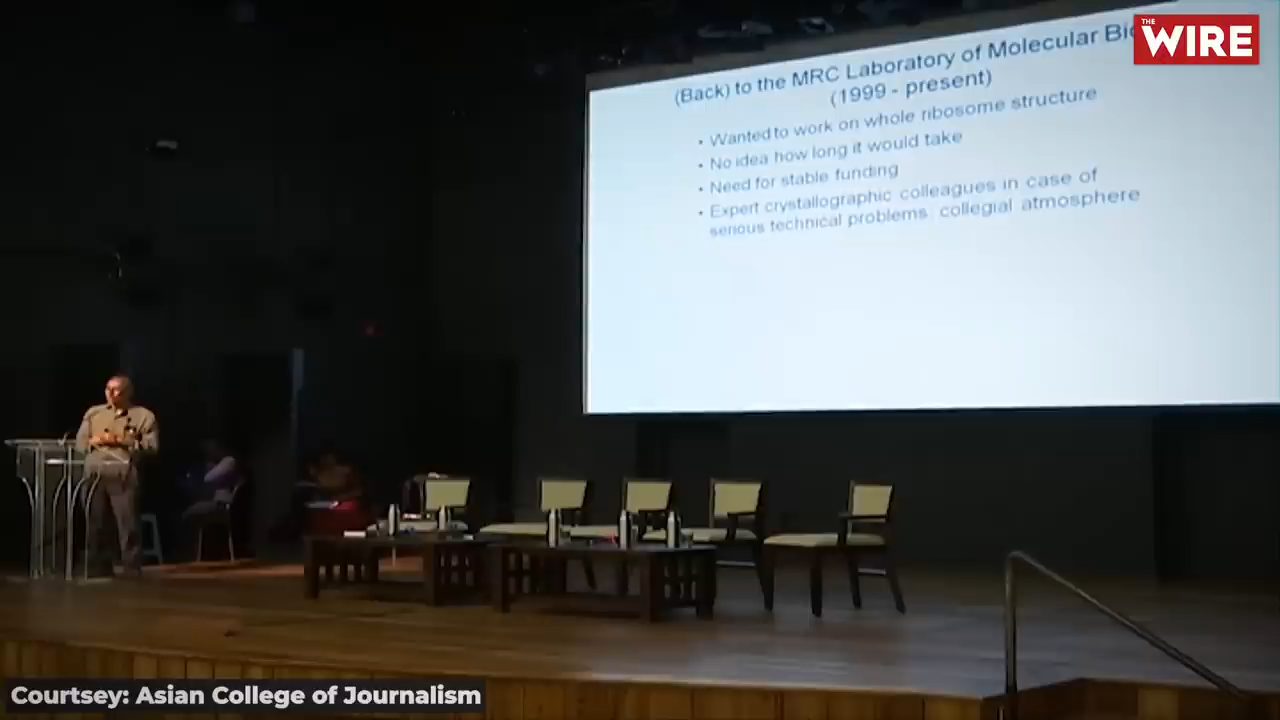 THE
WIRE
(Back) to the MRC Laboratory of Molecular
(1999 - present)
• Wanted to work on whole ribosome structure
• No idea how long it would take
• Need for stable funding
• Expert crystallographic colleagues in case of
serious technical problems: collegial atmosphere
Courtsey: Asian College of Journalism